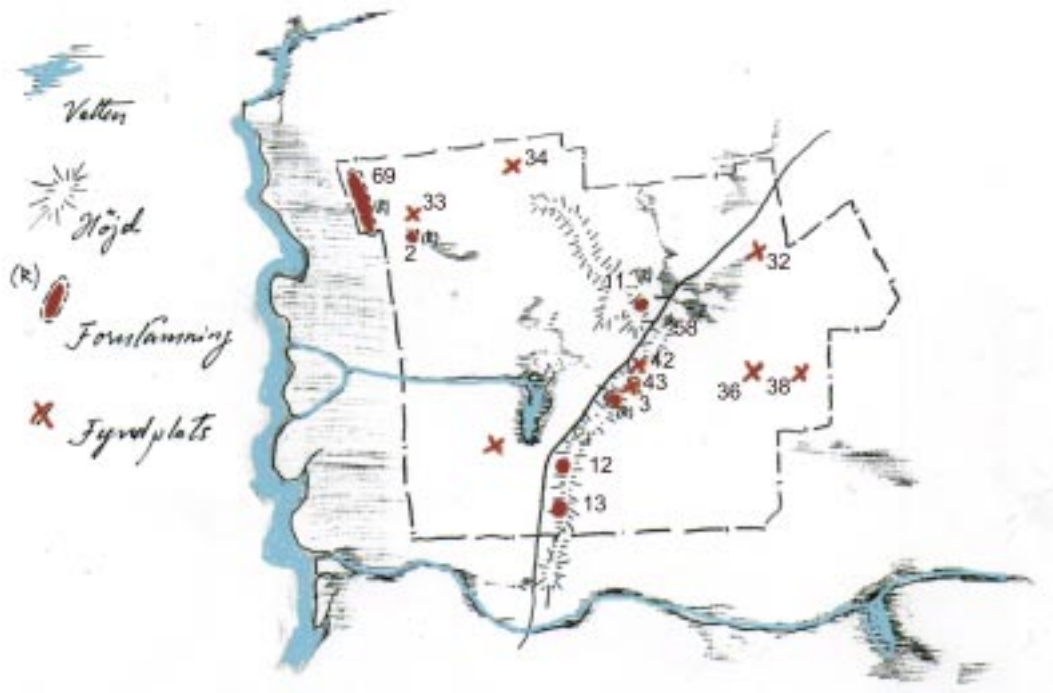 Vatten
Höjd
(R)
Fornlämning
Fyndplats
69
(R)
33
2
(R)
34
11
(R)
58
42
43
3
(R)
32
36
38
12
13